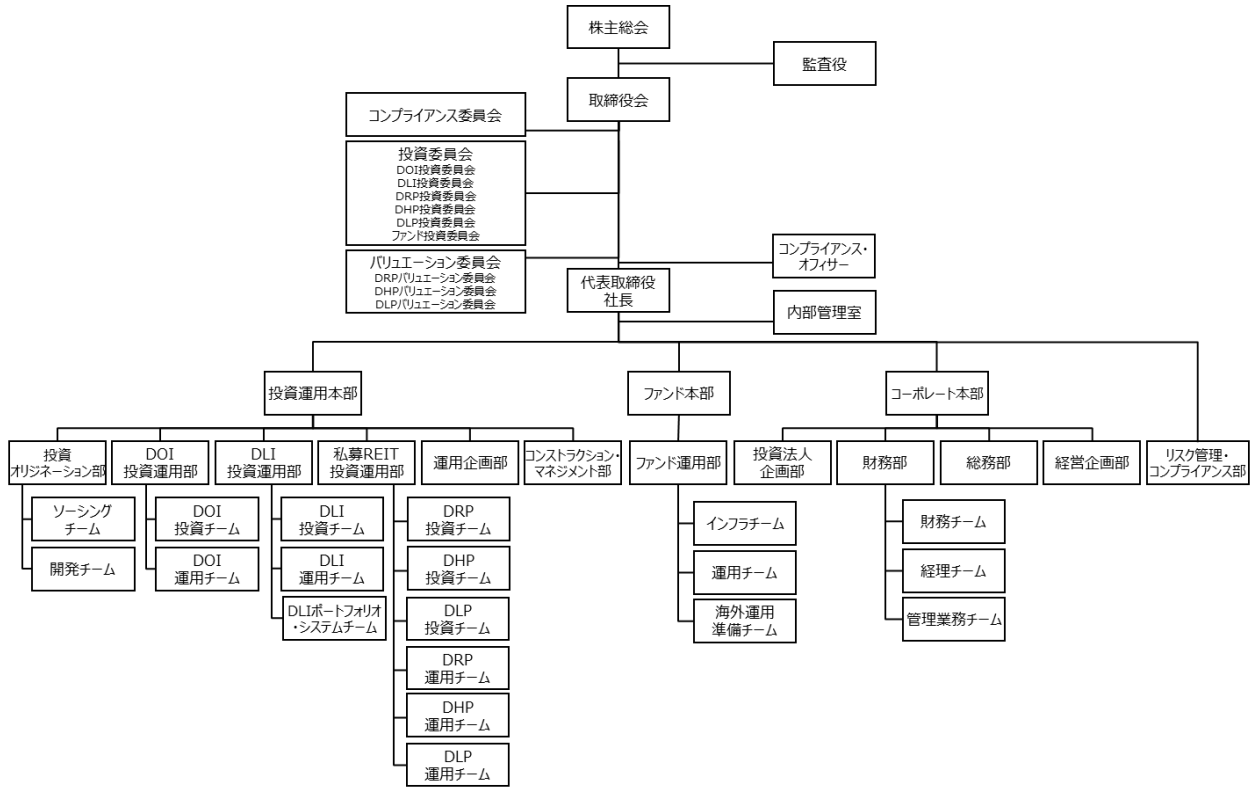 株主総会
監査役
取締役会
コンプライアンス委員会
投資委員会
DOI投資委員会
DLI投資委員会
DRP投資委員会
DHP投資委員会
DLP投資委員会
ファンド投資委員会
バリュエーション委員会
DRPバリュエーション委員会
DHPバリュエーション委員会
DLPバリュエーション委員会
コンプライアンス・
オフィサー
代表取締役
社長
内部管理室
投資運用本部
ファンド本部
コーポレート本部
投資
オリジネーション部
DOI
投資運用部
DLI
投資運用部
私募REIT
投資運用部
運用企画部
コンストラクション・
マネジメント部
ファンド運用部
投資法人
企画部
財務部
総務部
経営企画部
リスク管理・
コンプライアンス部
ソーシング
チーム
開発チーム
DOI
投資チーム
DOI
運用チーム
DLI
投資チーム
DLI
運用チーム
DLIポートフォリオ
・システムチーム
DRP
投資チーム
DHP
投資チーム
DLP
投資チーム
DRP
運用チーム
DHP
運用チーム
DLP
運用チーム
インフラチーム
運用チーム
海外運用
準備チーム
財務チーム
経理チーム
管理業務チーム